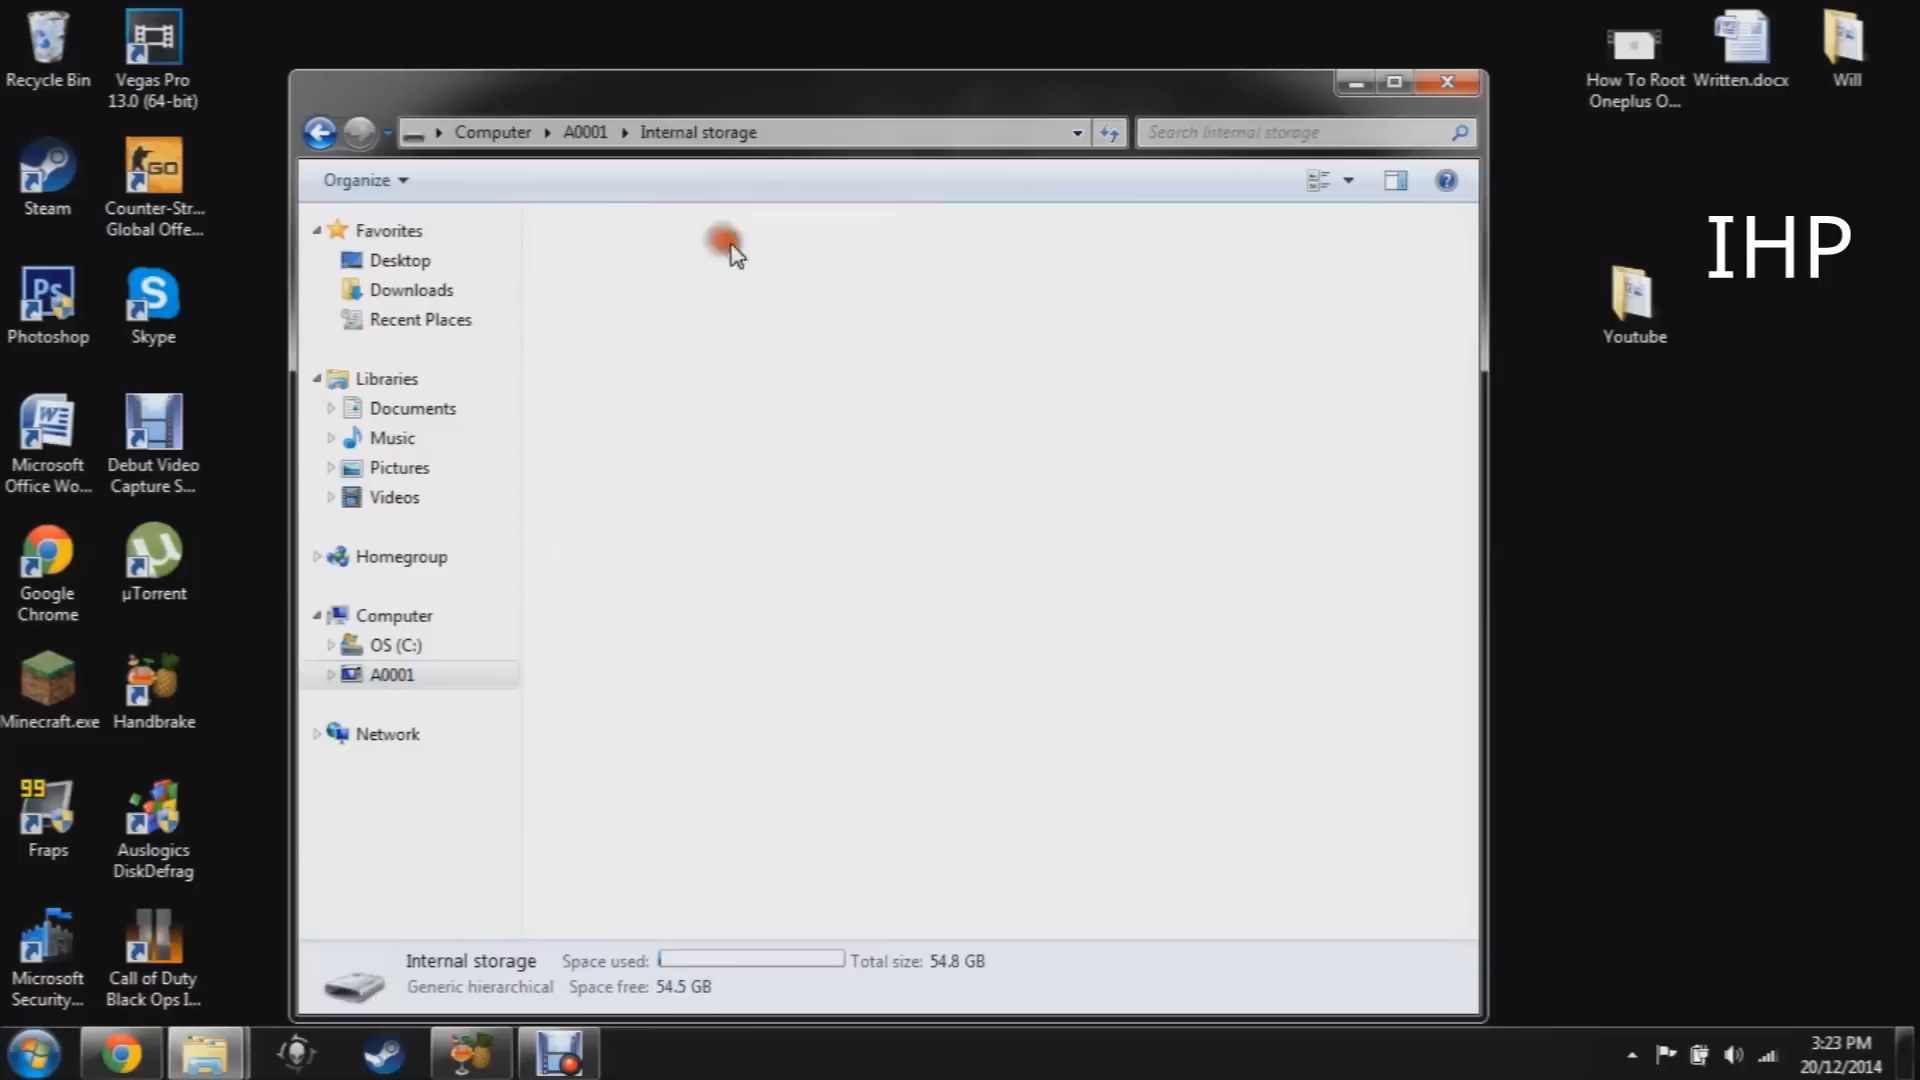 Recycle Bin
Vegas Pro
13.0 (64-bit)
Steam
GO
Counter-Str...
Global Offe...
Ps
Photoshop
S
Skype
W
Microsoft
Office Wo...
Debut Video
Capture S...
Google
Chrome
µTorrent
Minecraft.exe
Handbrake
99
Fraps
Auslogics
DiskDefrag
Microsoft
Security...
Call of Duty
Black Ops I...
Computer
A0001
Internal storage
Search Internal storage
Organize
Favorites
Desktop
Downloads
Recent Places
Libraries
Documents
Music
Pictures
Videos
Homegroup
Computer
OS (C:)
A0001
Network
Internal storage
Space used:
Total size: 54.8 GB
Generic hierarchical
Space free: 54.5 GB
How To Root
Oneplus O...
Written.docx
Will
IHP
Youtube
3:23 PM
20/12/2014